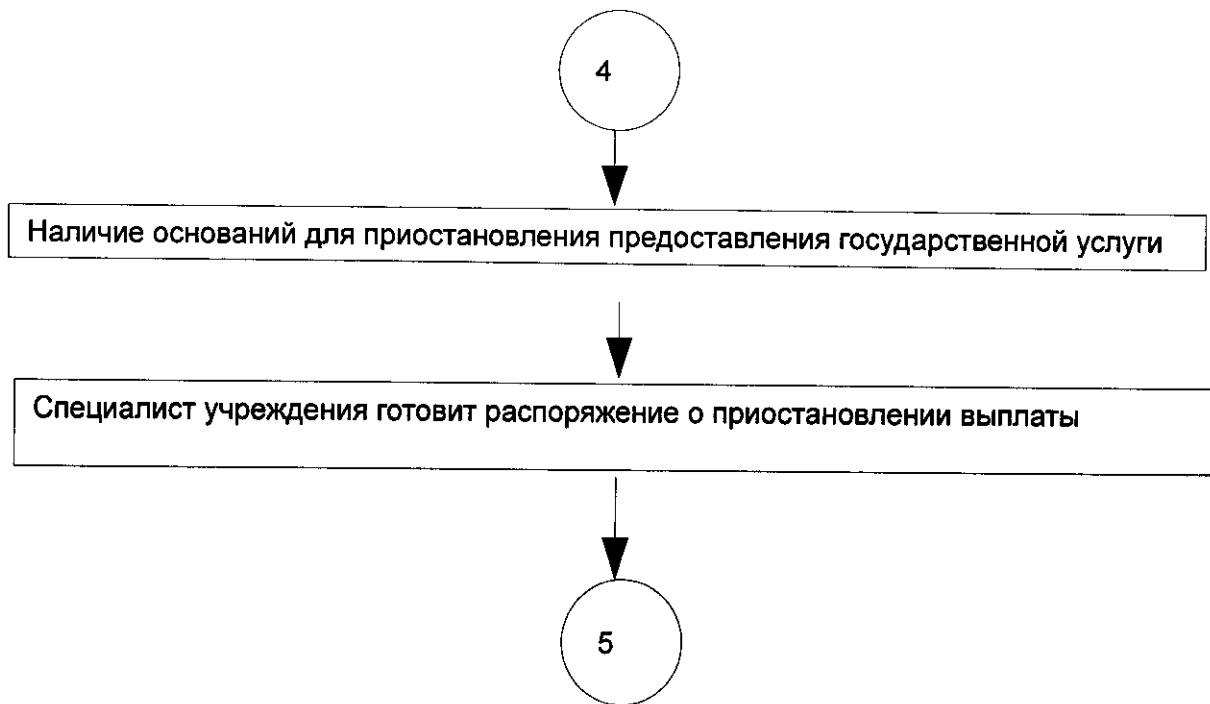 4
Наличие оснований для приостановления предоставления государственной услуги
Специалист учреждения готовит распоряжение о приостановлении выплаты
5